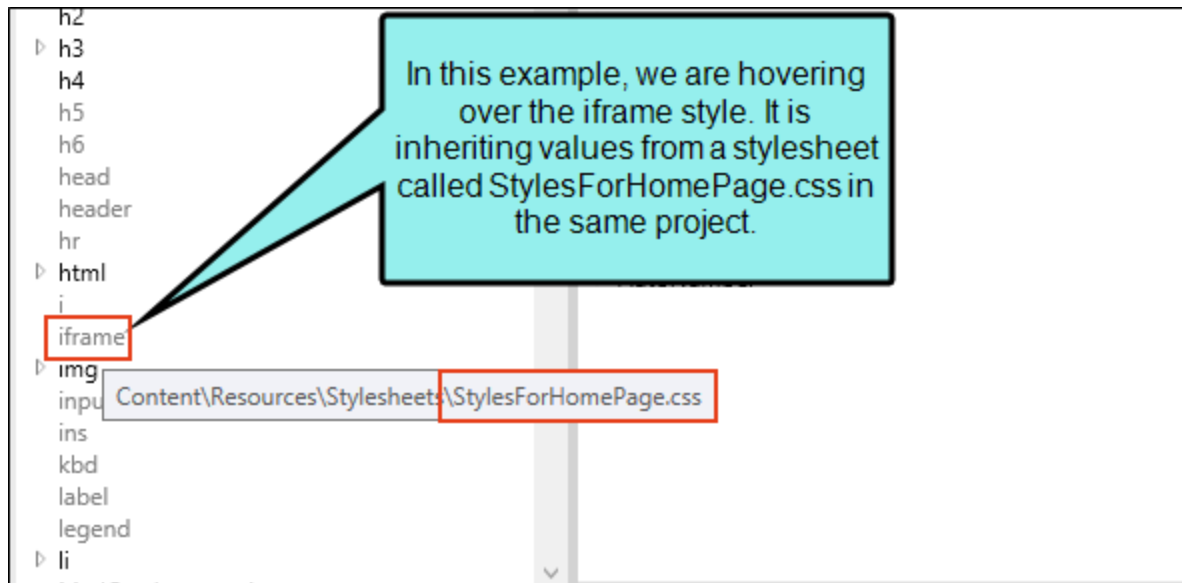 h2
h3
h4
h5
h6
head
header
hr
html
i
iframe
img
inpu
ins
kbd
label
legend
li
In this example, we are hovering
over the iframe style. It is
inheriting values from a stylesheet
called StylesForHomePage.css in
the same project.
Content\Resources\Stylesheets\StylesForHomePage.css